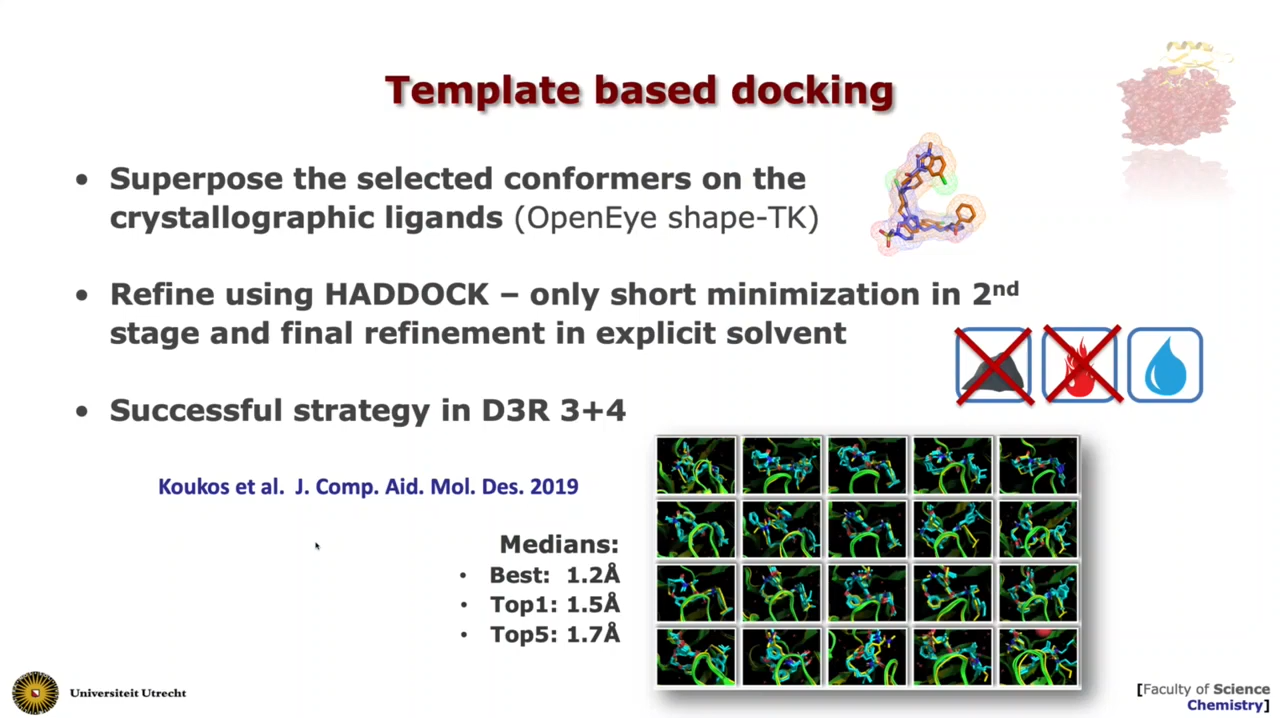 Template based docking
• Superpose the selected conformers on the
crystallographic ligands (OpenEye shape-TK)
• Refine using HADDOCK – only short minimization in 2nd
stage and final refinement in explicit solvent
• Successful strategy in D3R 3+4
Koukos et al. J. Comp. Aid. Mol. Des. 2019
Medians:
• Best: 1.2Å
• Top1: 1.5Å
• Top5: 1.7Å
Universiteit Utrecht
[Faculty of Science
Chemistry]